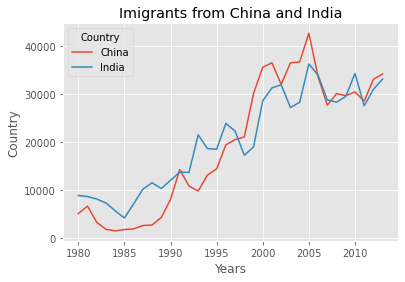 Imigrants from China and India
Country
China
India
Country
40000
30000
20000
10000
0
1980 1985 1990 1995 2000 2005 2010
Years